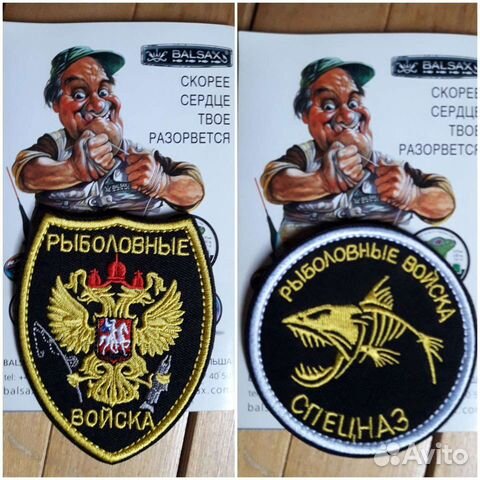 BALSAX
СКОРЕЕ
СЕРДЦЕ
ТВОЕ
РАЗОРВЕТСЯ
РЫБОЛОВНЫЕ
ВОЙСКА
BALSAX
СКОРЕЕ
СЕРДЦЕ
ТВОЕ
РАЗОРВЕТСЯ
РЫБОЛОВНЫЕ ВОЙСКА
СПЕЦНАЗ
Avito